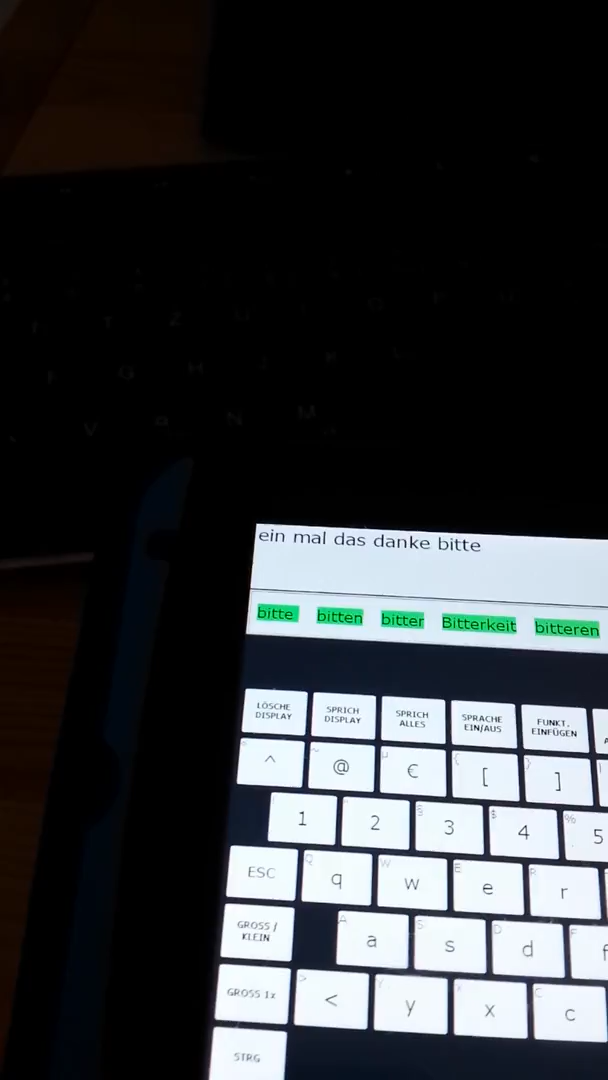 ein mal das danke bitte
bitte bitten bitter Bitterkeit bitteren
LÖSCHE DISPLAY SPRICH DISPLAY SPRICH ALLES SPRACHE EIN/AUS FUNKT. EINFÜGEN
^ @ € [ ]
1 2 3 4 5
ESC q w e r
GROSS / KLEIN a s d f
GROSS 1x < y x c
STRG